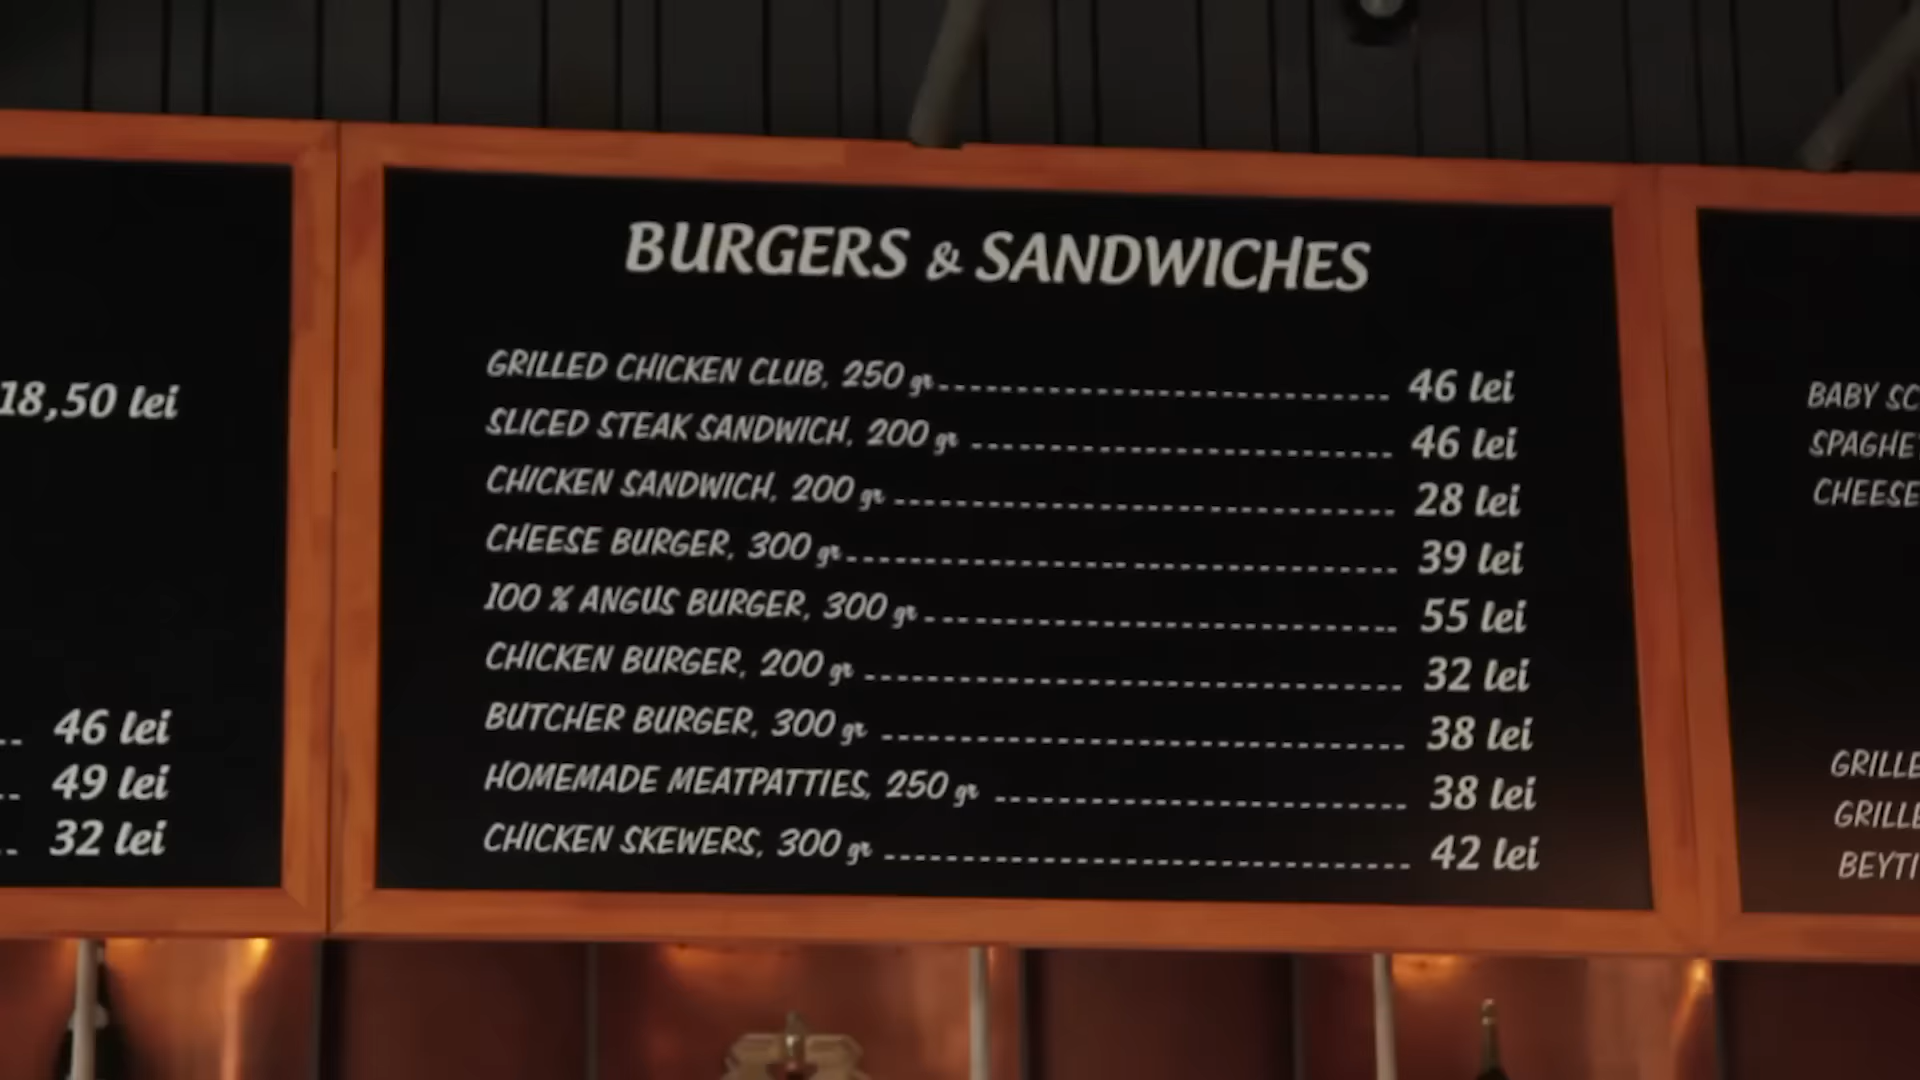 18,50 lei
46 lei
49 lei
32 lei
BURGERS & SANDWICHES
GRILLED CHICKEN CLUB, 250 gr 46 lei
SLICED STEAK SANDWICH, 200 gr 46 lei
CHICKEN SANDWICH, 200 gr 28 lei
CHEESE BURGER, 300 gr 39 lei
100 % ANGUS BURGER, 300 gr 55 lei
CHICKEN BURGER, 200 gr 32 lei
BUTCHER BURGER, 300 gr 38 lei
HOMEMADE MEATPATTIES, 250 gr 38 lei
CHICKEN SKEWERS, 300 gr 42 lei
BABY
CHEESE